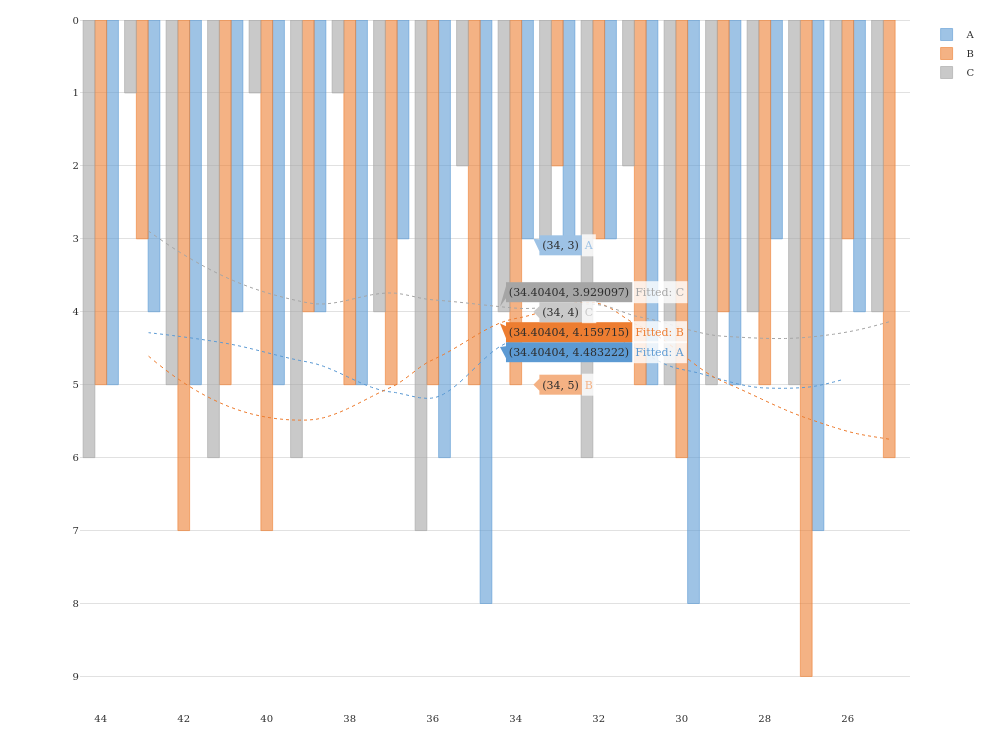 0
A
B
C
1
2
3
(34, 3) A
(34.40404, 3.929097) Fitted: C
4
(34, 4) C
(34.40404, 4.159715) Fitted: B
(34.40404, 4.483222) Fitted: A
5
(34, 5) B
6
7
8
9
44 42 40 38 36 34 32 30 28 26